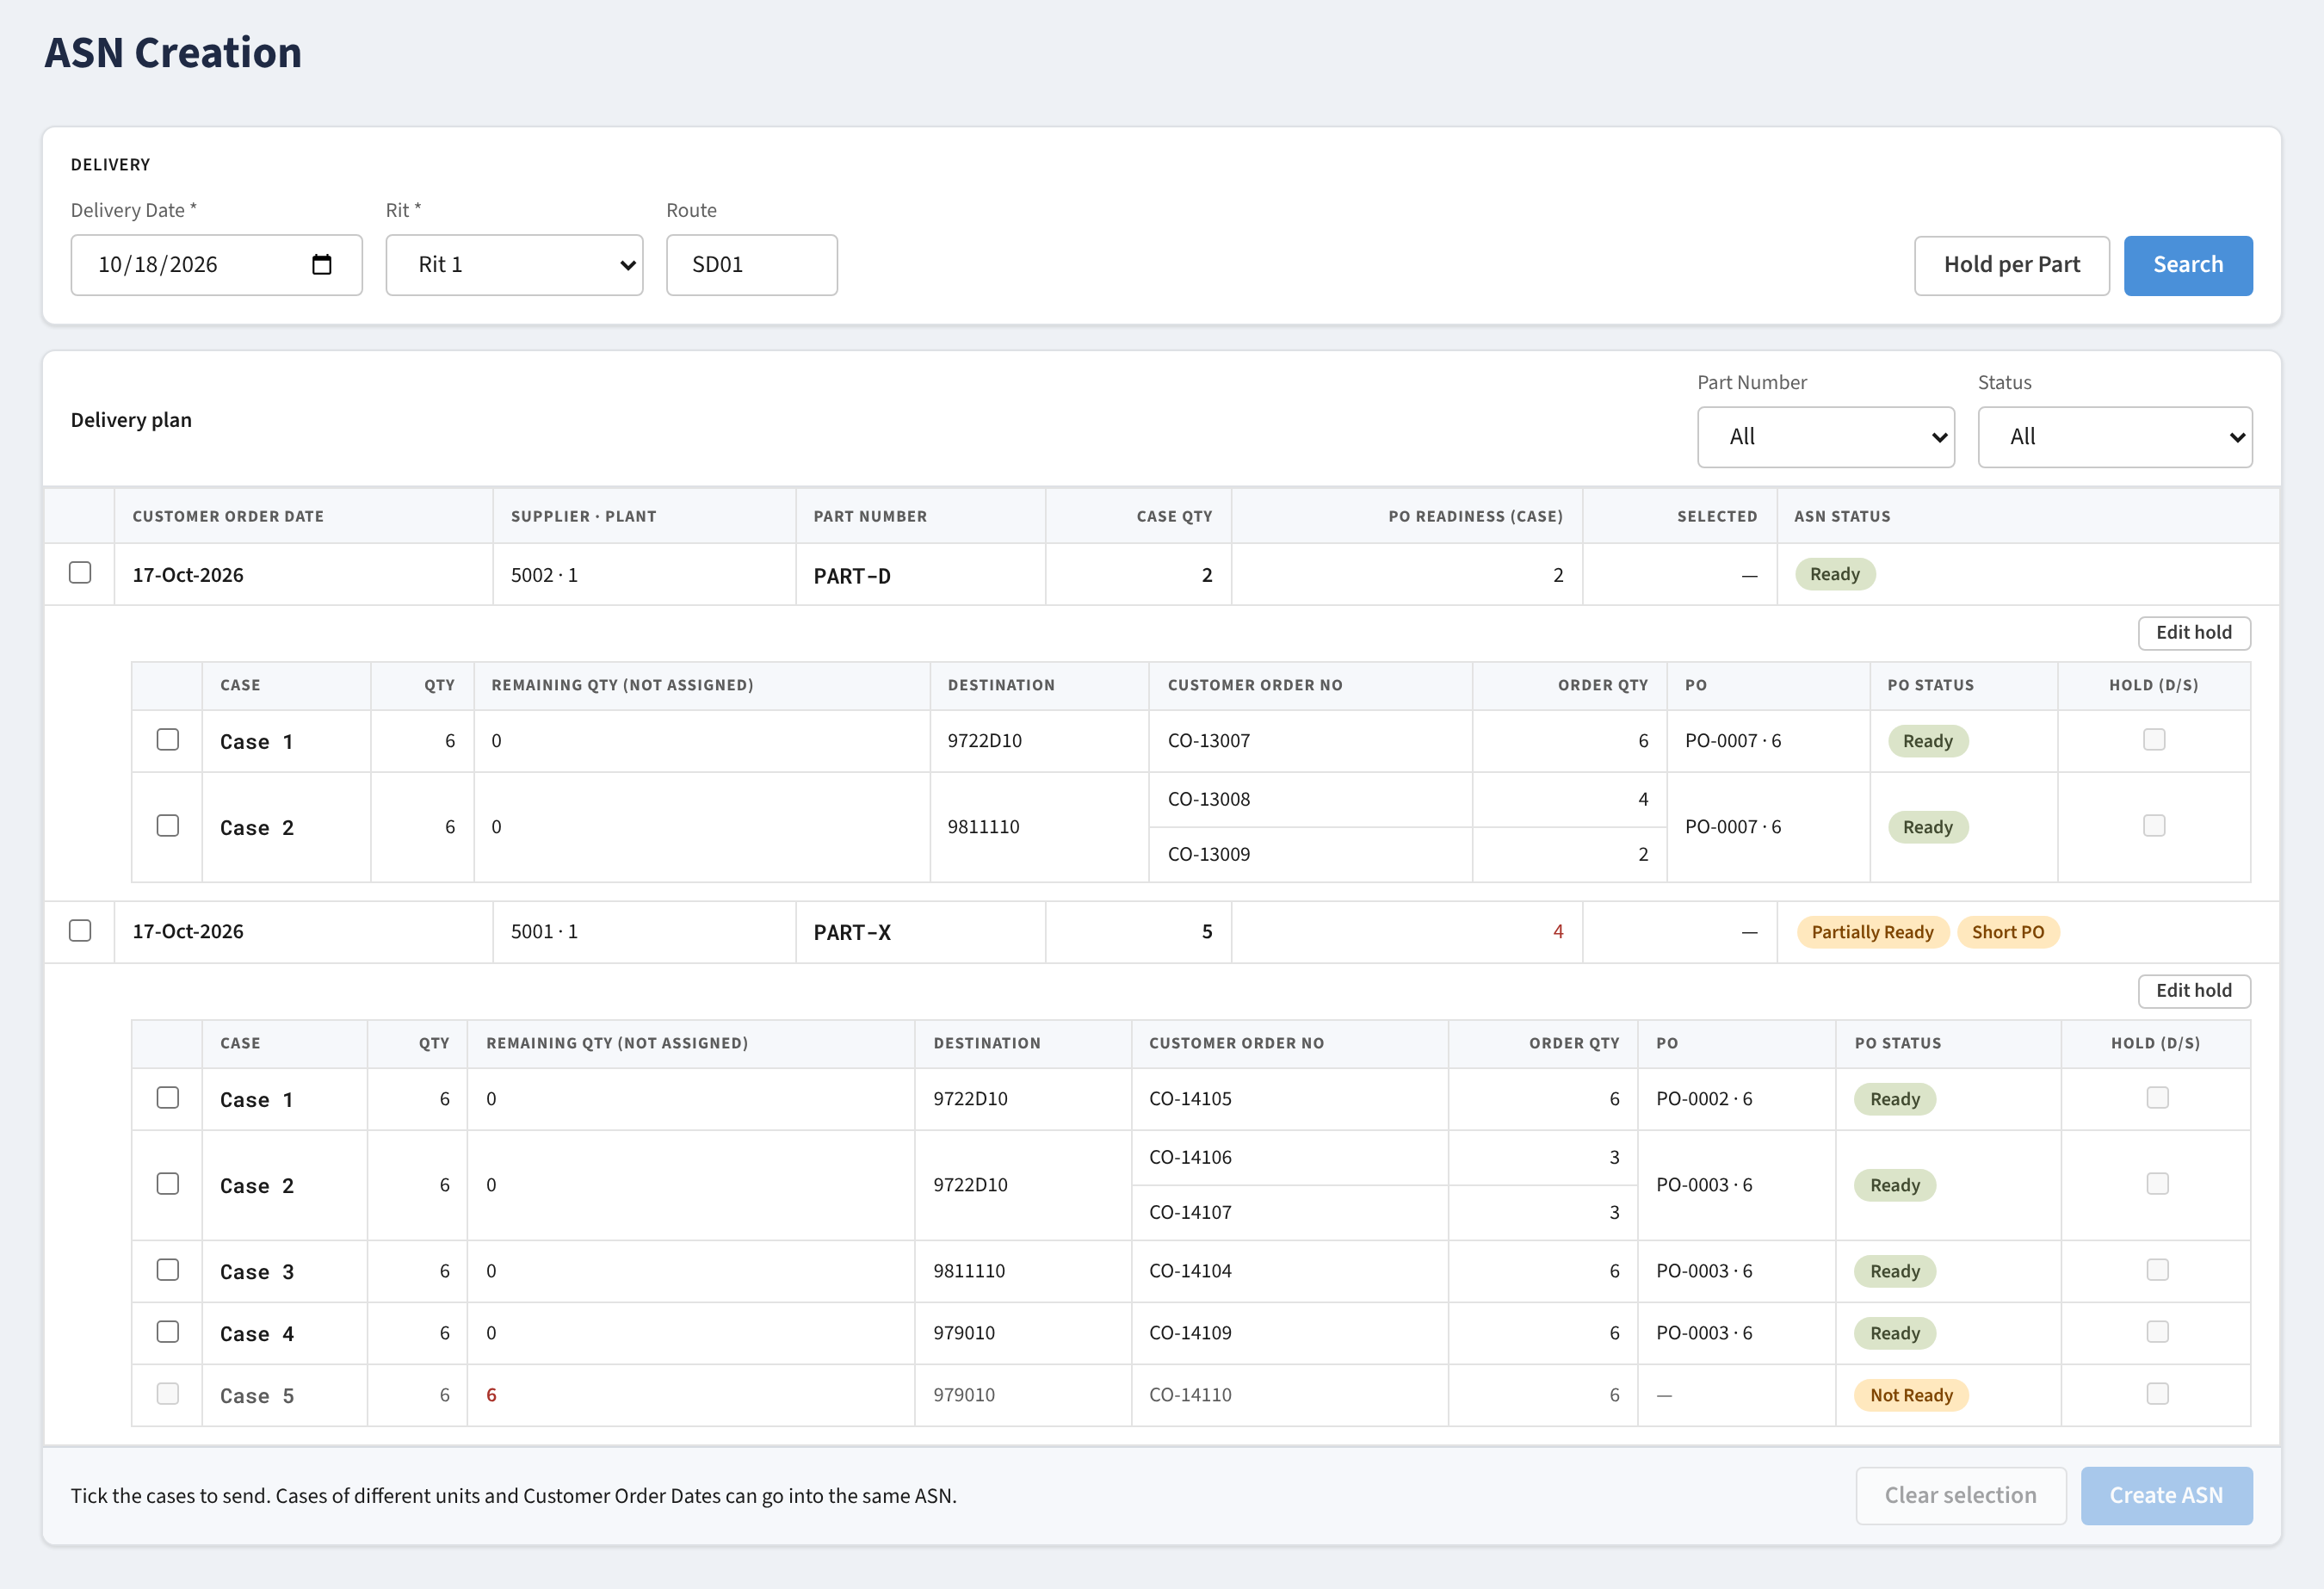 ASN Creation
DELIVERY
Delivery Date * Rit * Route
10/18/2026 Rit 1 SD01 Hold per Part Search
Part Number Status
Delivery plan
All All
CUSTOMER ORDER DATE SUPPLIER · PLANT PART NUMBER CASE QTY PO READINESS (CASE) SELECTED ASN STATUS
17-Oct-2026 5002 · 1 PART-D 2 2 — Ready
Edit hold
CASE QTY REMAINING QTY (NOT ASSIGNED) DESTINATION CUSTOMER ORDER NO ORDER QTY PO PO STATUS HOLD (D/S)
Case 1 6 0 9722D10 CO-13007 6 PO-0007 · 6 Ready
CO-13008 4
Case 2 6 0 9811110 PO-0007 · 6 Ready
CO-13009 2
17-Oct-2026 5001 · 1 PART-X 5 4 — Partially Ready Short PO
Edit hold
CASE QTY REMAINING QTY (NOT ASSIGNED) DESTINATION CUSTOMER ORDER NO ORDER QTY PO PO STATUS HOLD (D/S)
Case 1 6 0 9722D10 CO-14105 6 PO-0002 · 6 Ready
CO-14106 3
Case 2 6 0 9722D10 PO-0003 · 6 Ready
CO-14107 3
Case 3 6 0 9811110 CO-14104 6 PO-0003 · 6 Ready
Case 4 6 0 979010 CO-14109 6 PO-0003 · 6 Ready
Case 5 6 6 979010 CO-14110 6 — Not Ready
Tick the cases to send. Cases of different units and Customer Order Dates can go into the same ASN. Clear selection Create ASN